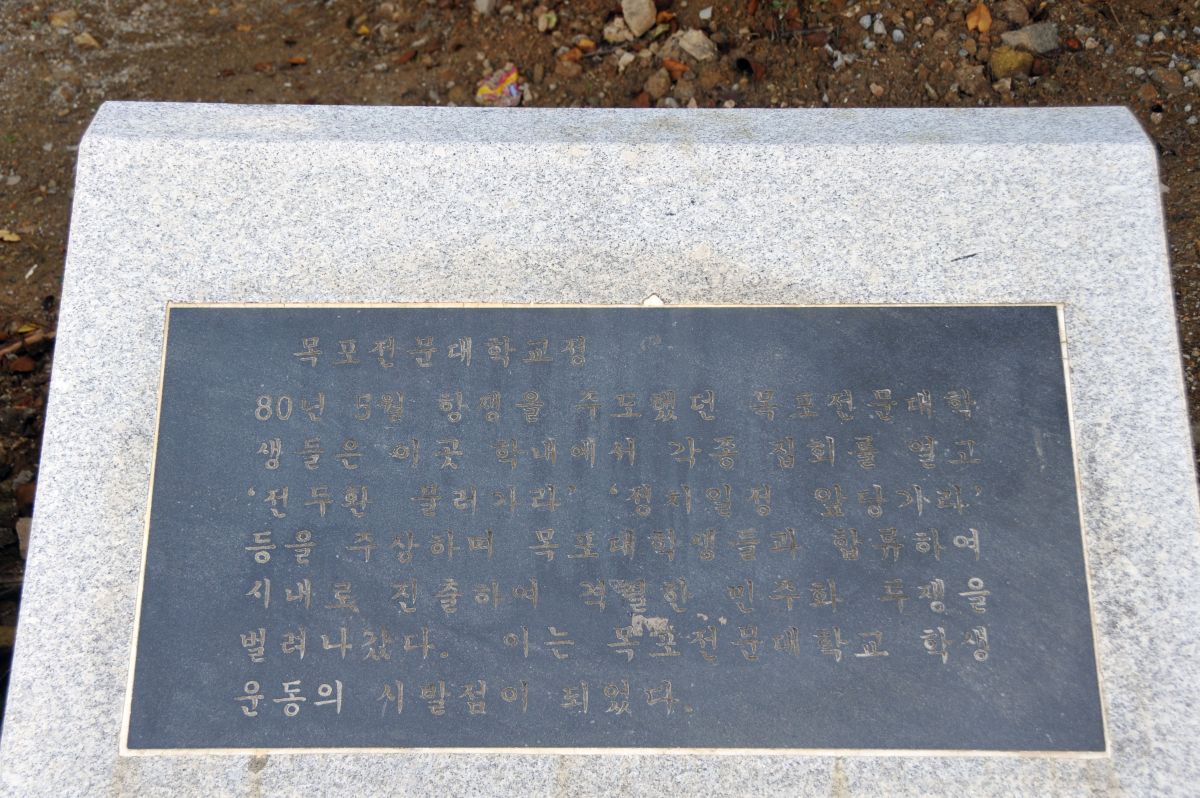 목포전문대학교정
80년 5월 항쟁을 주도했던 목포전문대학
생들은 이곳 학내에서 각종 집회를 열고
‘전두환 물러가라’ ‘정치일정 앞당가라’
등을 주상하며 목포대학생들과 합류하여
시내로 진출하여 격렬한 민주화 투쟁을
벌려나갔다. 이는 목포전문대학교 학생
운동의 시발점이 되었다.